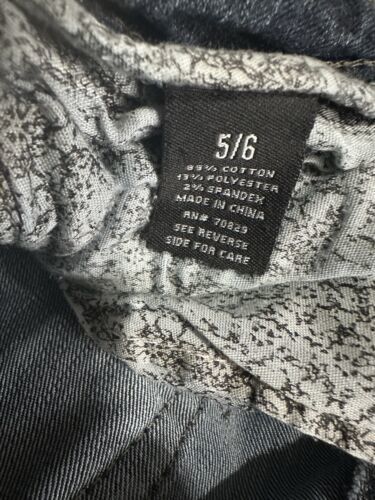 5/6
85% COTTON
13% POLYESTER
2% SPANDEX
MADE IN CHINA
RN# 70829
SEE REVERSE
SIDE FOR CARE